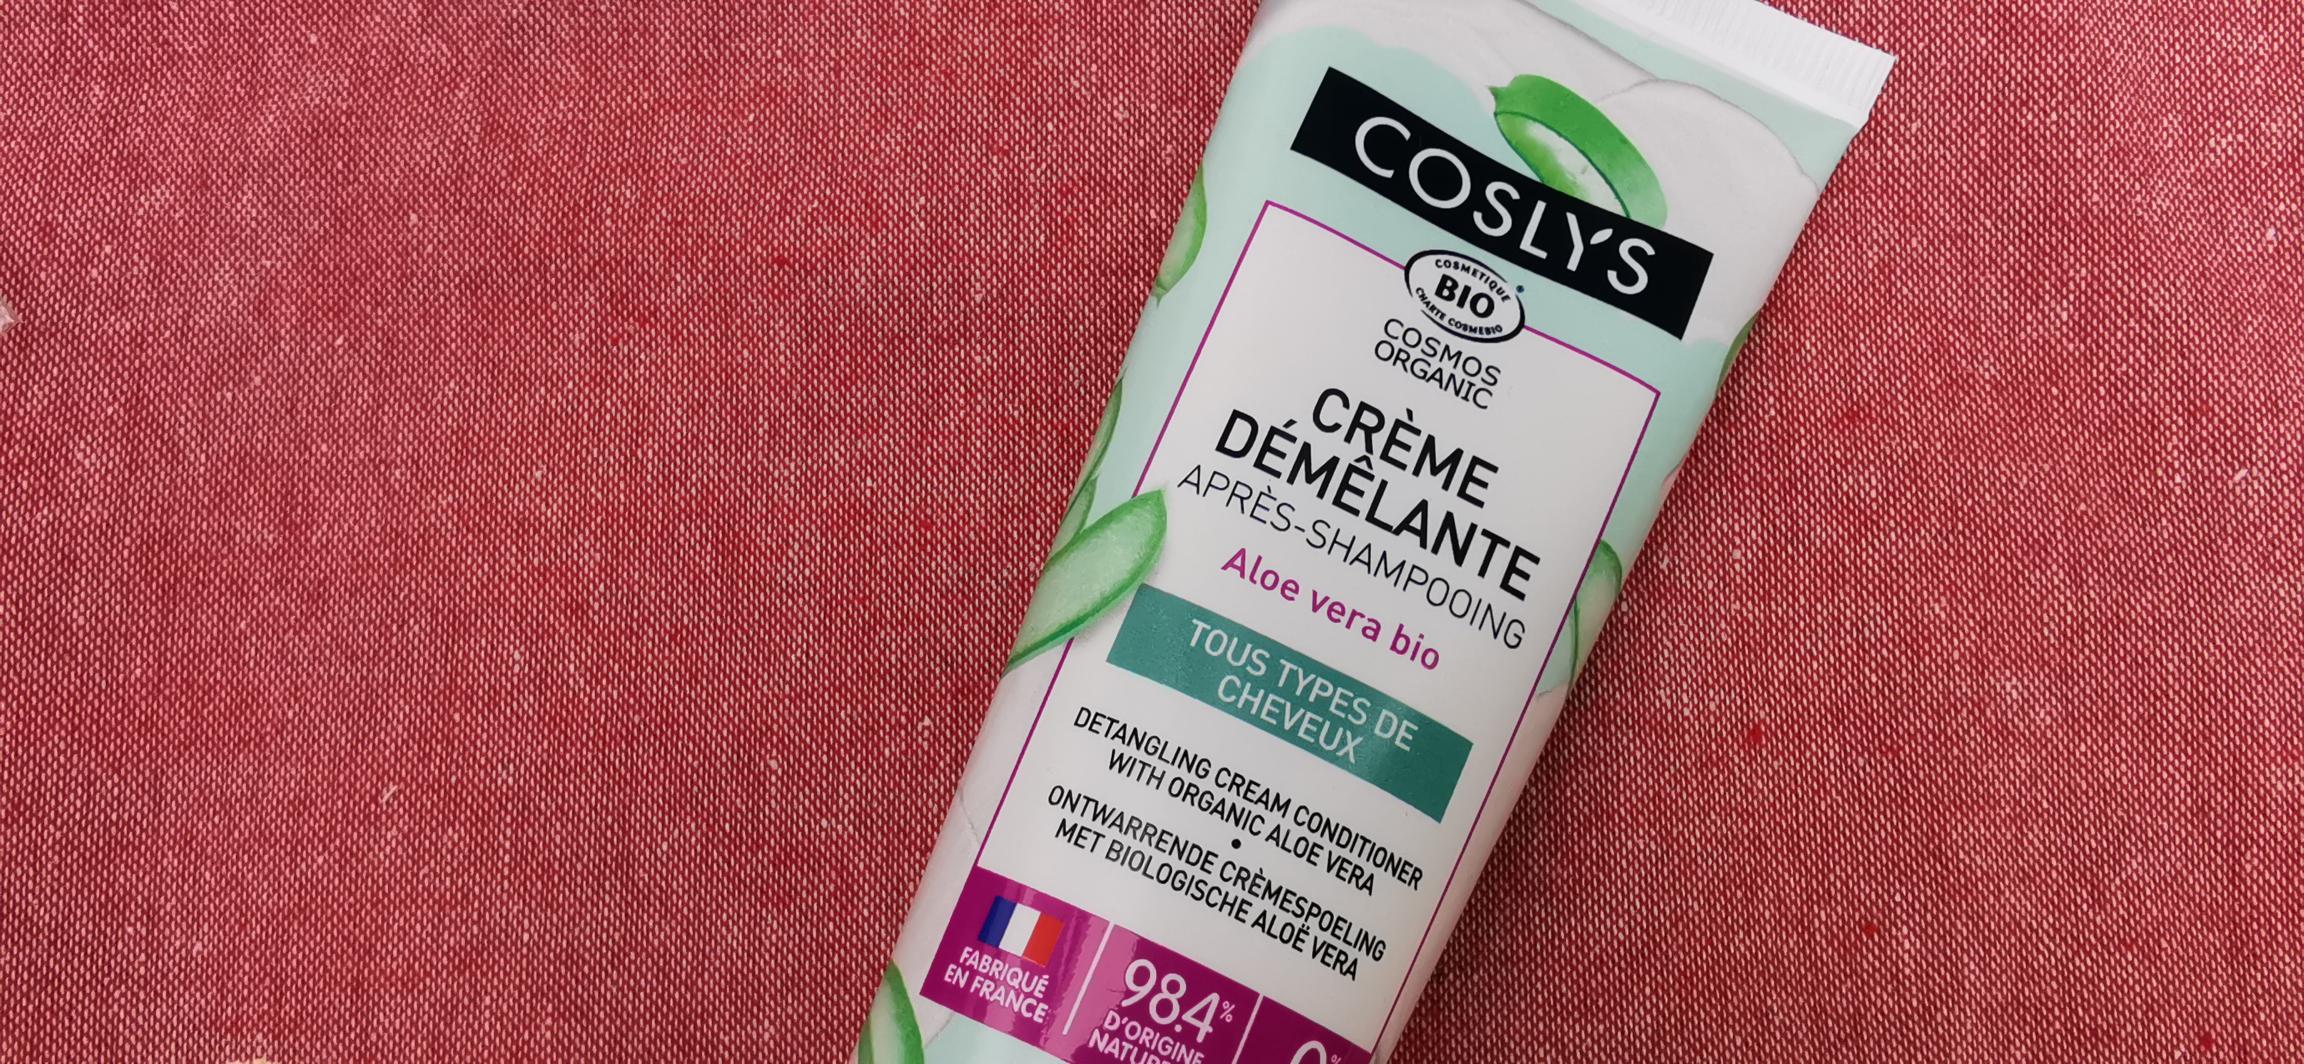 COSLYS
COSMETIQUE
BIO
CHARTE COSMEBIO
COSMOS
ORGANIC
CRÈME
DÉMÊLANTE
APRÈS-SHAMPOOING
Aloe vera bio
TOUS TYPES DE
CHEVEUX
DETANGLING CREAM CONDITIONER
WITH ORGANIC ALOE VERA
•
ONTWARRENDE CRÈMESPOELING
MET BIOLOGISCHE ALOË VERA
FABRIQUÉ
EN FRANCE
98.4%
D'ORIGINE
0%